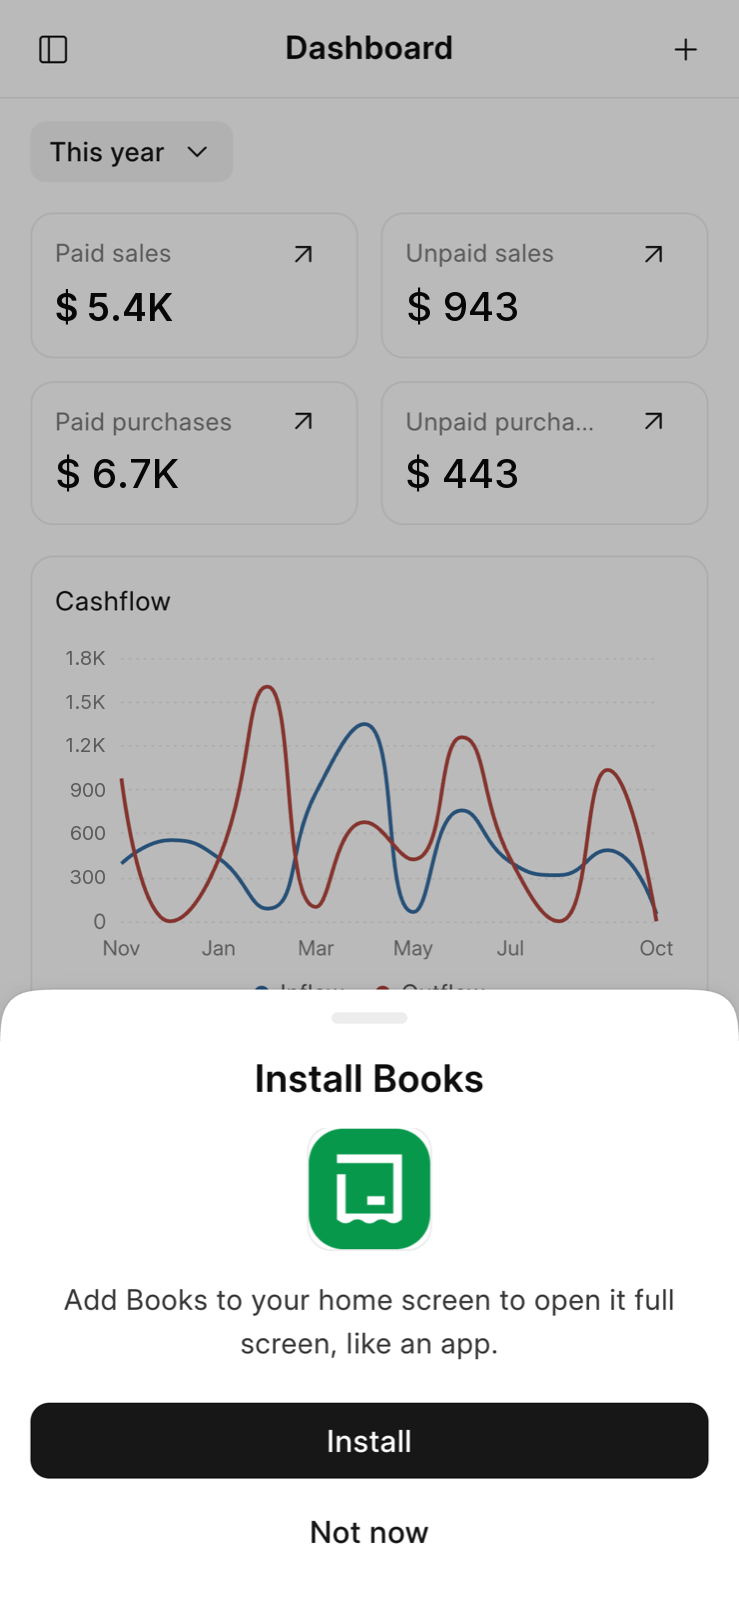 Dashboard
This year
Paid sales
$ 5.4K
Unpaid sales
$ 943
Paid purchases
$ 6.7K
Unpaid purcha...
$ 443
Cashflow
1.8K
1.5K
1.2K
900
600
300
0
Nov Jan Mar May Jul Oct
Inflow Outflow
Install Books
Add Books to your home screen to open it full
screen, like an app.
Install
Not now